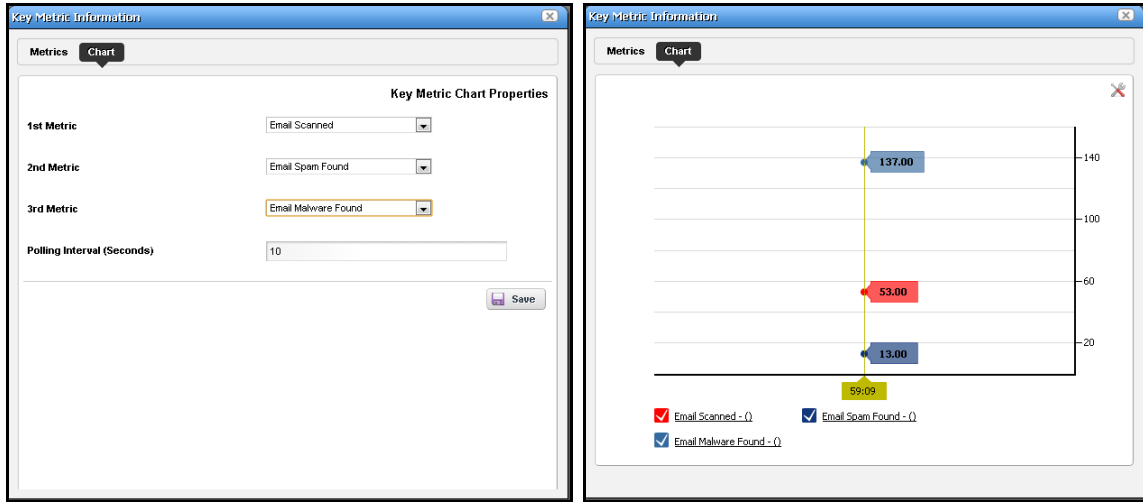 Key Metric Information
Metrics Chart
Key Metric Chart Properties
1st Metric Email Scanned
2nd Metric Email Spam Found
3rd Metric Email Malware Found
Polling Interval (Seconds) 10
Save
Key Metric Information
Metrics Chart
137.00
140
100
60
53.00
20
13.00
59:09
Email Scanned - () Email Spam Found - ()
Email Malware Found - ()